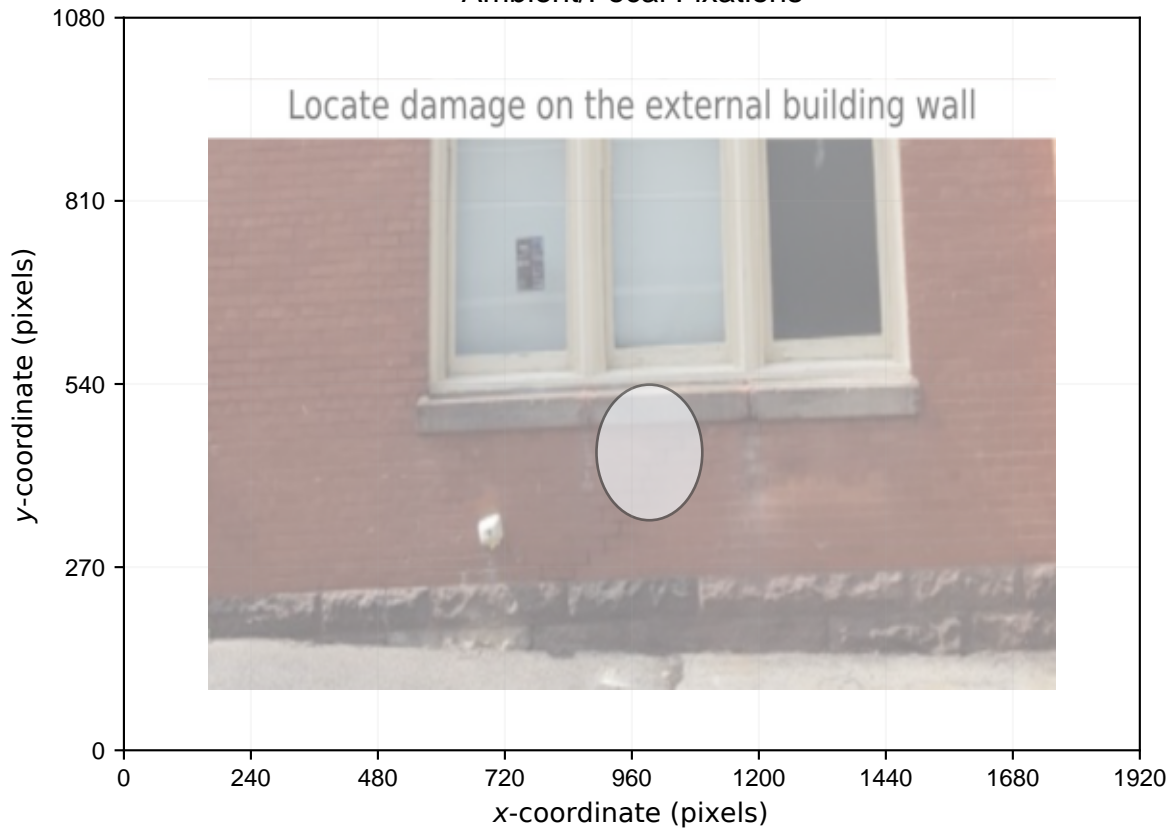 Ambient/Focal Fixations
1080
Locate damage on the external building wall
810
540
270
0
0 240 480 720 960 1200 1440 1680 1920
y-coordinate (pixels)
x-coordinate (pixels)